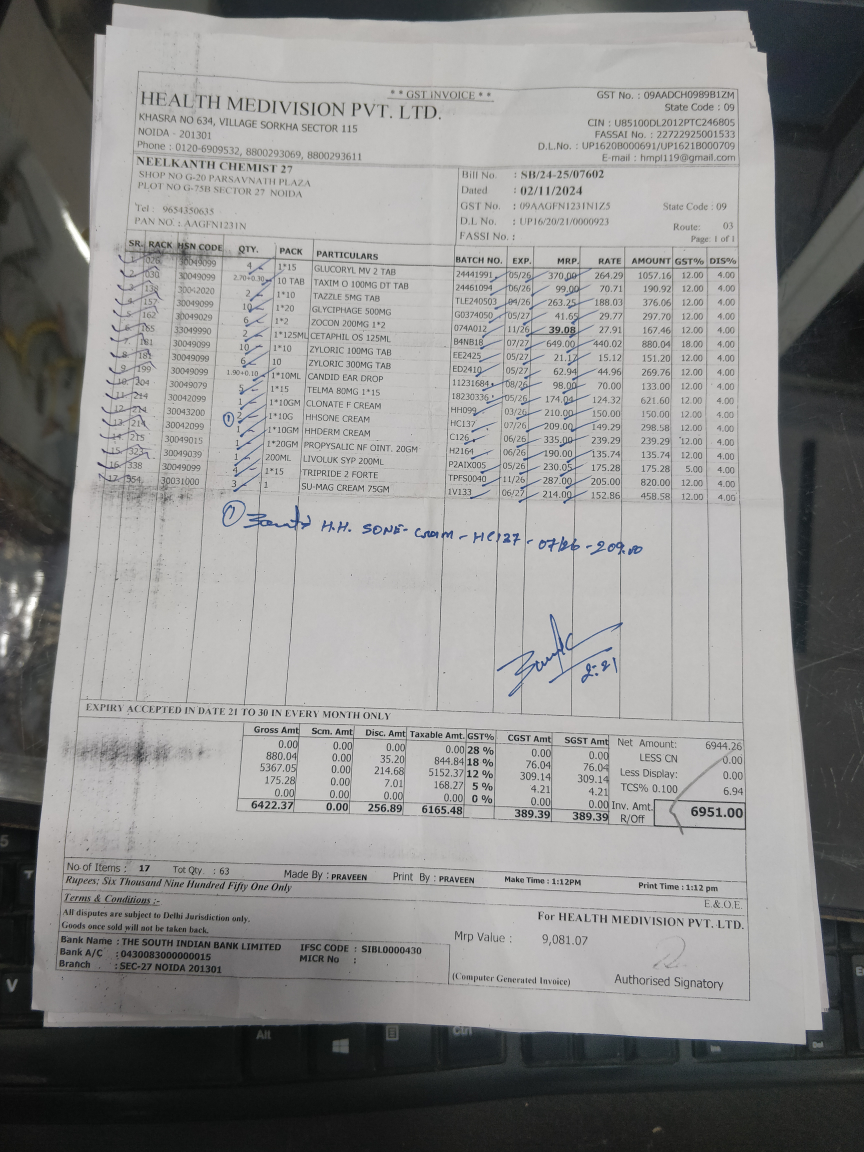 * * GST INVOICE * *
HEALTH MEDIVISION PVT. LTD.
KHASRA NO 634, VILLAGE SORKHA SECTOR 115
NOIDA - 201301
Phone : 0120-6909532, 8800293069, 8800293611
GST No. : 09AADCH0989B1ZM
State Code : 09
CIN : U85100DL2012PTC246805
FASSAI No. : 22722925001533
D.L.No. : UP1620B000691/UP1621B000709
E-mail : hmpl119@gmail.com
NEELKANTH CHEMIST 27
SHOP NO G-20 PARSAVNATH PLAZA
PLOT NO G-75B SECTOR 27 NOIDA
Tel : 9654350635
PAN NO. : AAGFN1231N
Bill No. : SB/24-25/07602
Dated : 02/11/2024
GST No. : 09AAGFN1231N1Z5 State Code : 09
D.L No. : UP16/20/21/0000923
Route: 03
FASSI No. :
Page: 1 of 1
SR. RACK HSN CODE QTY. PACK PARTICULARS BATCH NO. EXP. MRP. RATE AMOUNT GST% DIS%
30049099 4 1*15 GLUCORYL MV 2 TAB 24441991 05/26 370.00 264.29 1057.16 12.00 4.00
030 30049099 2.70+0.30 10 TAB TAXIM O 100MG DT TAB 24461094 06/26 99.00 70.71 190.92 12.00 4.00
30042020 2 1*10 TAZZLE 5MG TAB TLE240503 04/26 263.25 188.03 376.06 12.00 4.00
157 30049099 10 1*20 GLYCIPHAGE 500MG G0374050 05/27 41.65 29.77 297.70 12.00 4.00
162 30049029 6 1*2 ZOCON 200MG 1*2 074A012 11/26 39.08 27.91 167.46 12.00 4.00
33049990 2 1*125ML CETAPHIL OS 125ML B4NB18 07/27 649.00 440.02 880.04 18.00 4.00
181 30049099 10 1*10 ZYLORIC 100MG TAB EE2425 05/27 21.17 15.12 151.20 12.00 4.00
181 30049099 6 10 ZYLORIC 300MG TAB ED2410 05/27 62.94 44.96 269.76 12.00 4.00
199 30049099 1.90+0.10 1*10ML CANDID EAR DROP 11231684 08/26 98.00 70.00 133.00 12.00 4.00
204 30049079 5 1*15 TELMA 80MG 1*15 18230336 05/26 174.04 124.32 621.60 12.00 4.00
214 30042099 1*10GM CLONATE F CREAM HH099 03/26 210.00 150.00 150.00 12.00 4.00
30043200 1*10G HHSONE CREAM HC137 07/26 209.00 149.29 298.58 12.00 4.00
214 30042099 1 1*10GM HHDERM CREAM C126 06/26 335.00 239.29 239.29 12.00 4.00
215 30049015 1 1*20GM PROPYSALIC NF OINT. 20GM H2164 06/26 190.00 135.74 135.74 12.00 4.00
30049039 1 200ML LIVOLUK SYP 200ML P2AIX005 05/26 230.05 175.28 175.28 5.00 4.00
16 338 30049099 1*15 TRIPRIDE 2 FORTE TPFS0040 11/26 287.00 205.00 820.00 12.00 4.00
17 354 30031000 3 1 SU-MAG CREAM 75GM 1V133 06/27 214.00 152.86 458.58 12.00 4.00
①
① H.H. SONE- Cream - HC137 - 07/26 - 209.00
2:21
EXPIRY ACCEPTED IN DATE 21 TO 30 IN EVERY MONTH ONLY
Gross Amt Scm. Amt Disc. Amt Taxable Amt. GST% CGST Amt SGST Amt
0.00 0.00 0.00 0.00 28 % 0.00 0.00
880.04 0.00 35.20 844.84 18 % 76.04 76.04
5367.05 0.00 214.68 5152.37 12 % 309.14 309.14
175.28 0.00 7.01 168.27 5 % 4.21 4.21
0.00 0.00 0.00 0.00 0 % 0.00 0.00
6422.37 0.00 256.89 6165.48 389.39 389.39
Net Amount: 6944.26
LESS CN 0.00
Less Display: 0.00
TCS% 0.100 6.94
Inv. Amt. 6951.00
R/Off
No of Items : 17 Tot Qty : 63 Made By : PRAVEEN Print By : PRAVEEN Make Time : 1:12PM Print Time : 1:12 pm
Rupees; Six Thousand Nine Hundred Fifty One Only
E.& O.E.
Terms & Conditions :-
All disputes are subject to Delhi Jurisdiction only.
Goods once sold will not be taken back.
Bank Name : THE SOUTH INDIAN BANK LIMITED IFSC CODE : SIBL0000430
Bank A/C : 0430083000000015 MICR No :
Branch : SEC-27 NOIDA 201301
For HEALTH MEDIVISION PVT. LTD.
Mrp Value : 9,081.07
(Computer Generated Invoice) Authorised Signatory
V
Alt
Ctrl